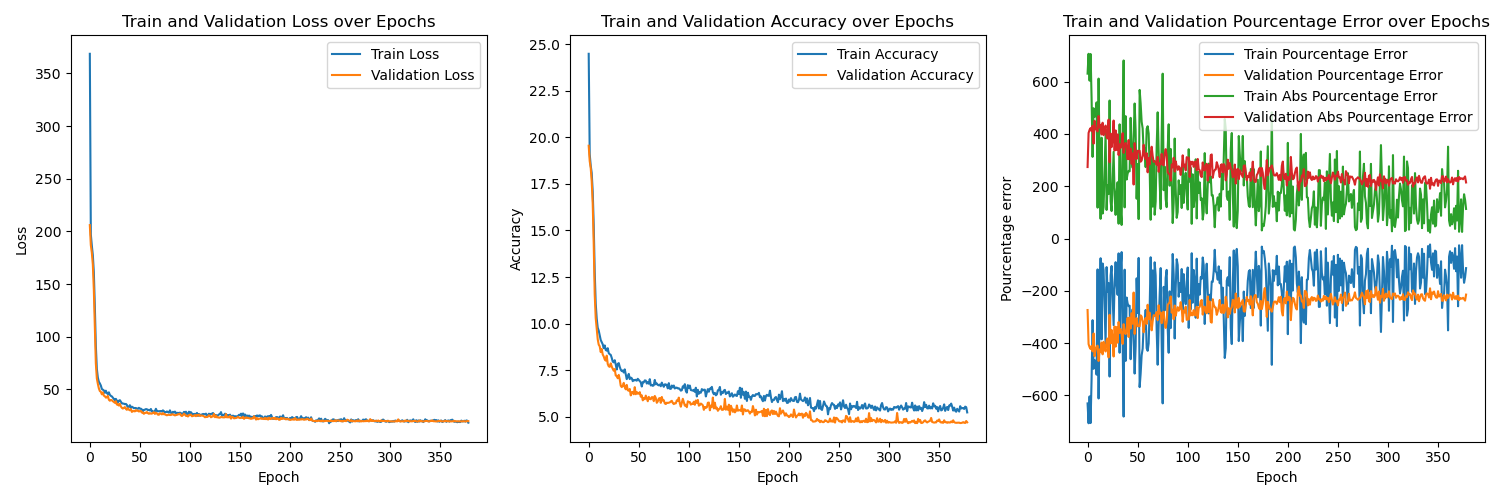 Train and Validation Loss over Epochs
Train Loss
Validation Loss
350
300
250
200
150
100
50
Loss
0 50 100 150 200 250 300 350
Epoch
Train and Validation Accuracy over Epochs
Train Accuracy
Validation Accuracy
25.0
22.5
20.0
17.5
15.0
12.5
10.0
7.5
5.0
Accuracy
0 50 100 150 200 250 300 350
Epoch
Train and Validation Pourcentage Error over Epochs
Train Pourcentage Error
Validation Pourcentage Error
Train Abs Pourcentage Error
Validation Abs Pourcentage Error
600
400
200
0
−200
−400
−600
Pourcentage error
0 50 100 150 200 250 300 350
Epoch